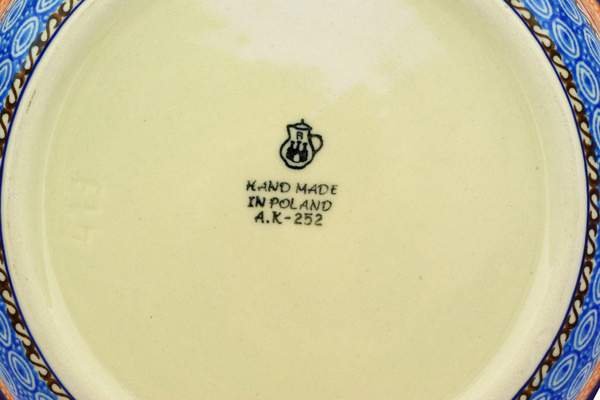 B
HAND MADE
IN POLAND
A.K-252